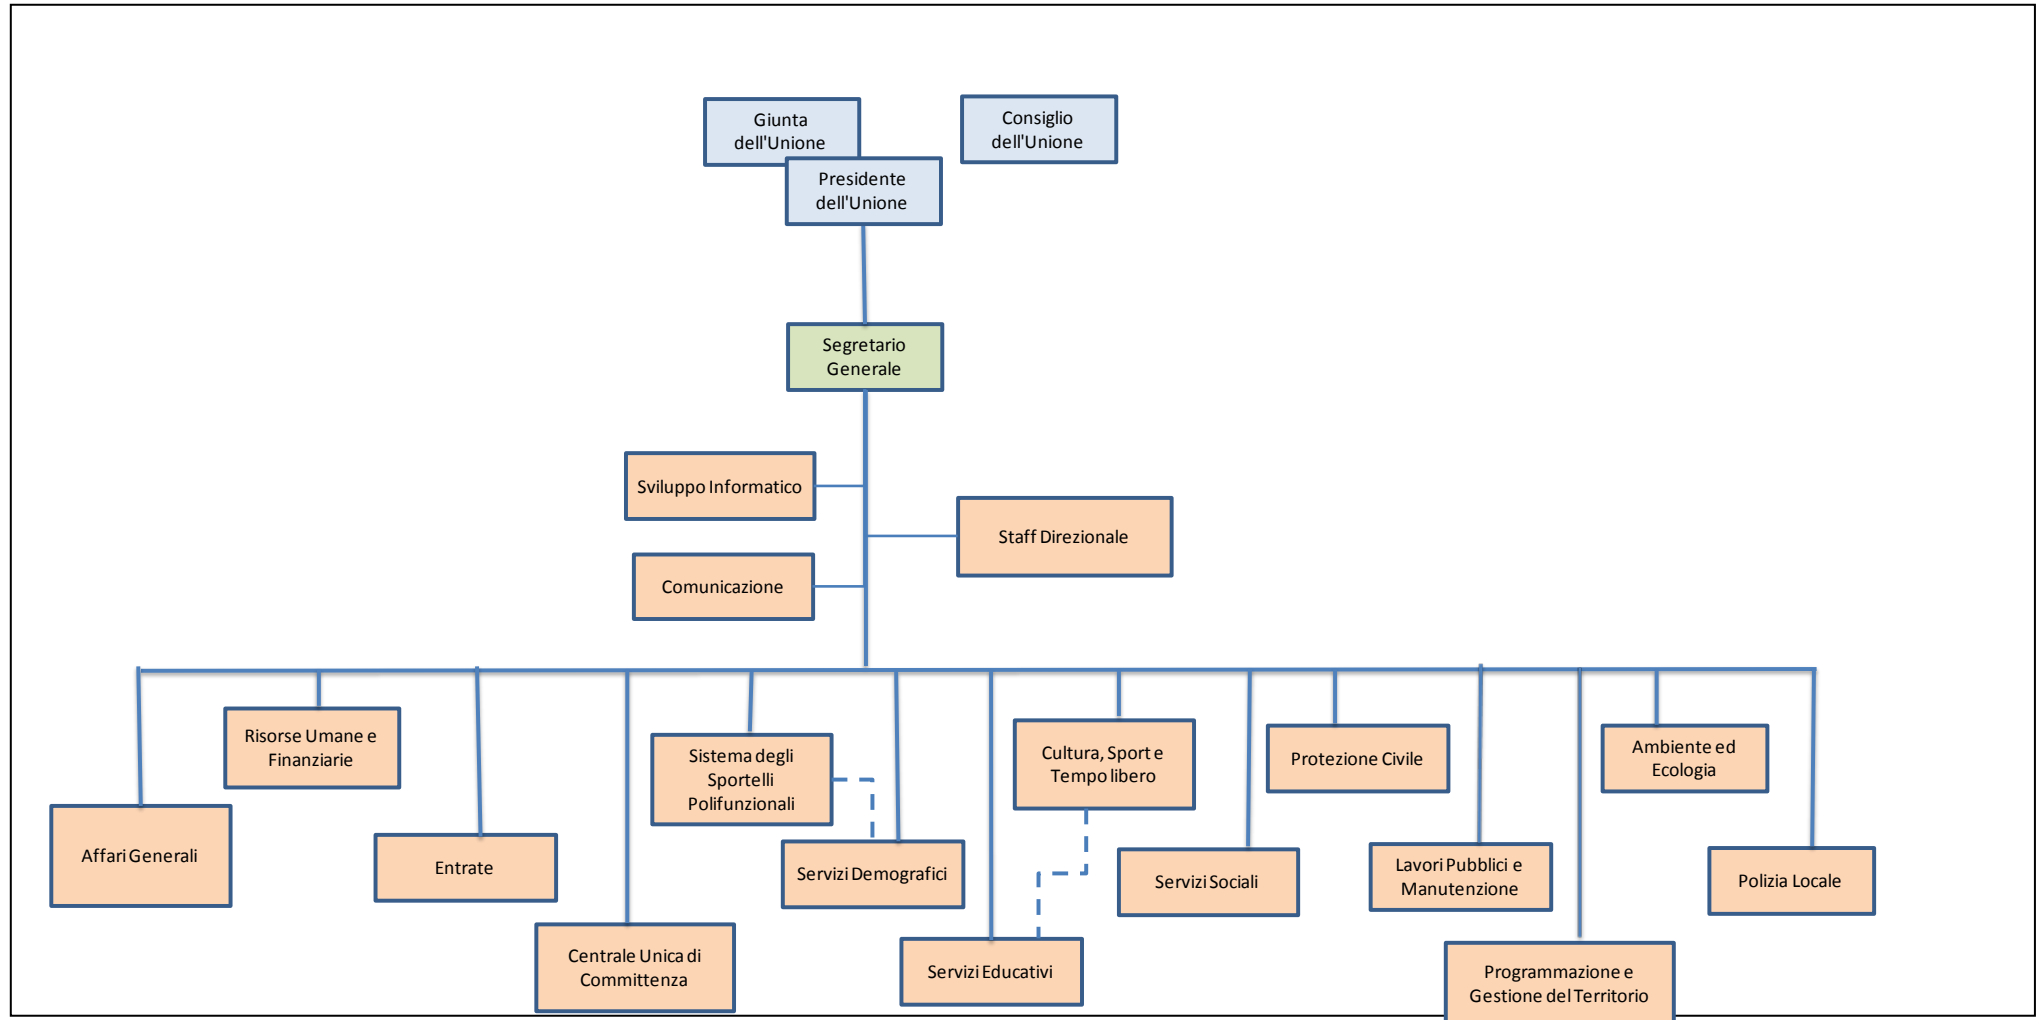 Giunta
dell'Unione
Consiglio
dell'Unione
Presidente
dell'Unione
Segretario
Generale
Sviluppo Informatico
Staff Direzionale
Comunicazione
Risorse Umane e
Finanziarie
Sistema degli
Sportelli
Polifunzionali
Cultura, Sport e
Tempo libero
Protezione Civile
Ambiente ed
Ecologia
Affari Generali
Entrate
Servizi Demografici
Servizi Sociali
Lavori Pubblici e
Manutenzione
Polizia Locale
Centrale Unica di
Committenza
Servizi Educativi
Programmazione e
Gestione del Territorio